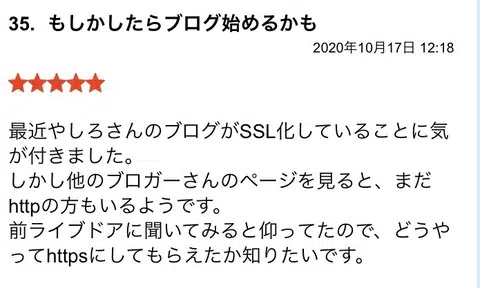 35. もしかしたらブログ始めるかも
2020年10月17日 12:18
★★★★★
最近やしろさんのブログがSSL化していることに気
が付きました。
しかし他のブロガーさんのページを見ると、まだ
httpの方もいるようです。
前ライブドアに聞いてみると仰ってたので、どうや
ってhttpsにしてもらえたか知りたいです。